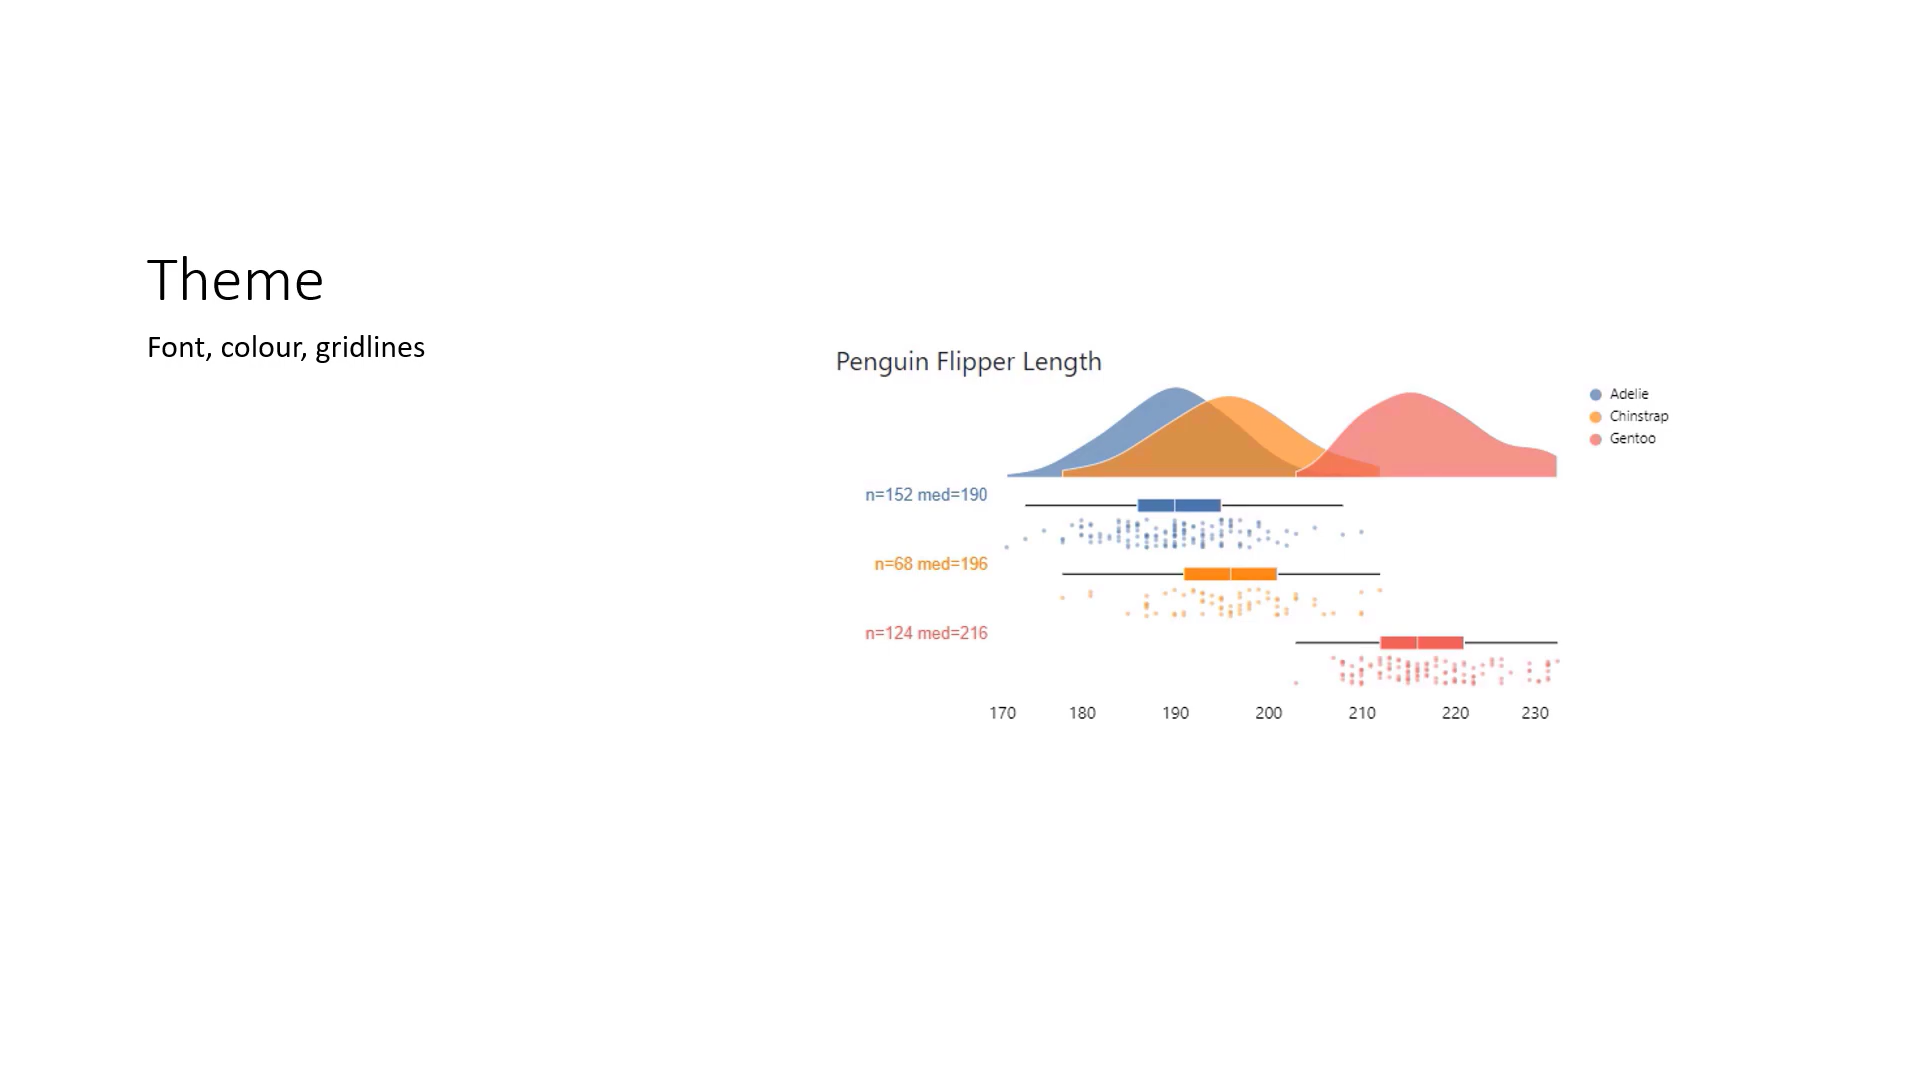 Theme
Font, colour, gridlines
Penguin Flipper Length
Adelie
Chinstrap
Gentoo
n=152 med=190
n=68 med=196
n=124 med=216
170 180 190 200 210 220 230